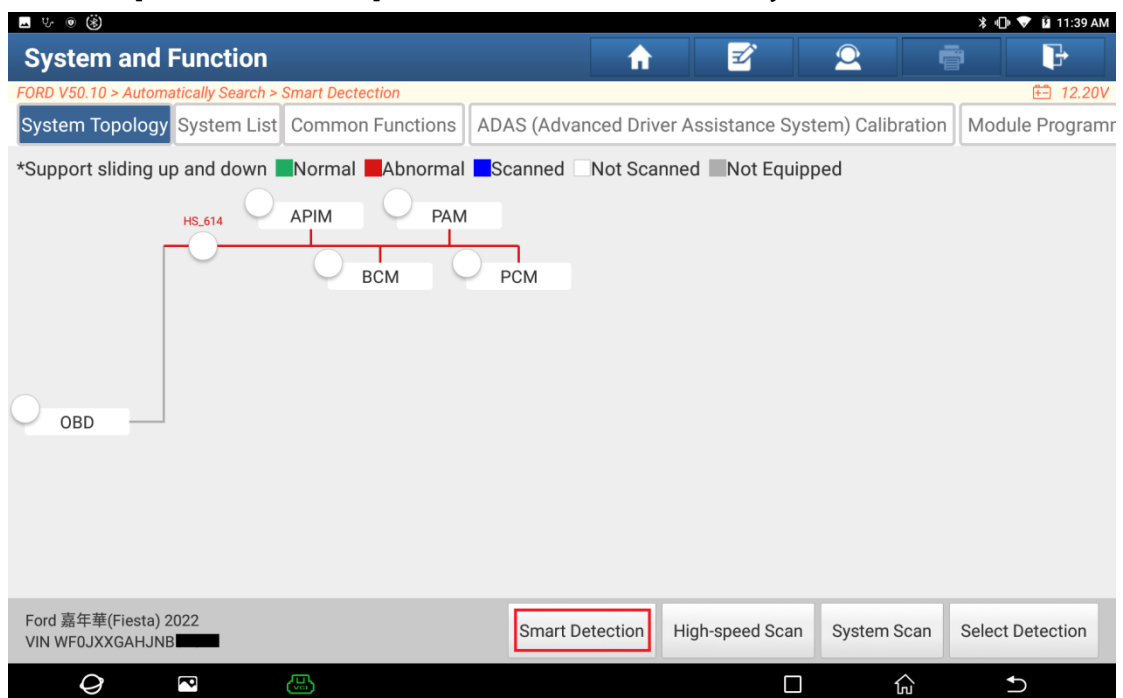 11:39 AM
System and Function
FORD V50.10 > Automatically Search > Smart Dectection
12.20V
System Topology
System List
Common Functions
ADAS (Advanced Driver Assistance System) Calibration
Module Programr
*Support sliding up and down Normal Abnormal Scanned Not Scanned Not Equipped
HS_614
APIM
PAM
BCM
PCM
OBD
Ford 嘉年華(Fiesta) 2022
VIN WF0JXXGAHJNB
Smart Detection
High-speed Scan
System Scan
Select Detection
VCI